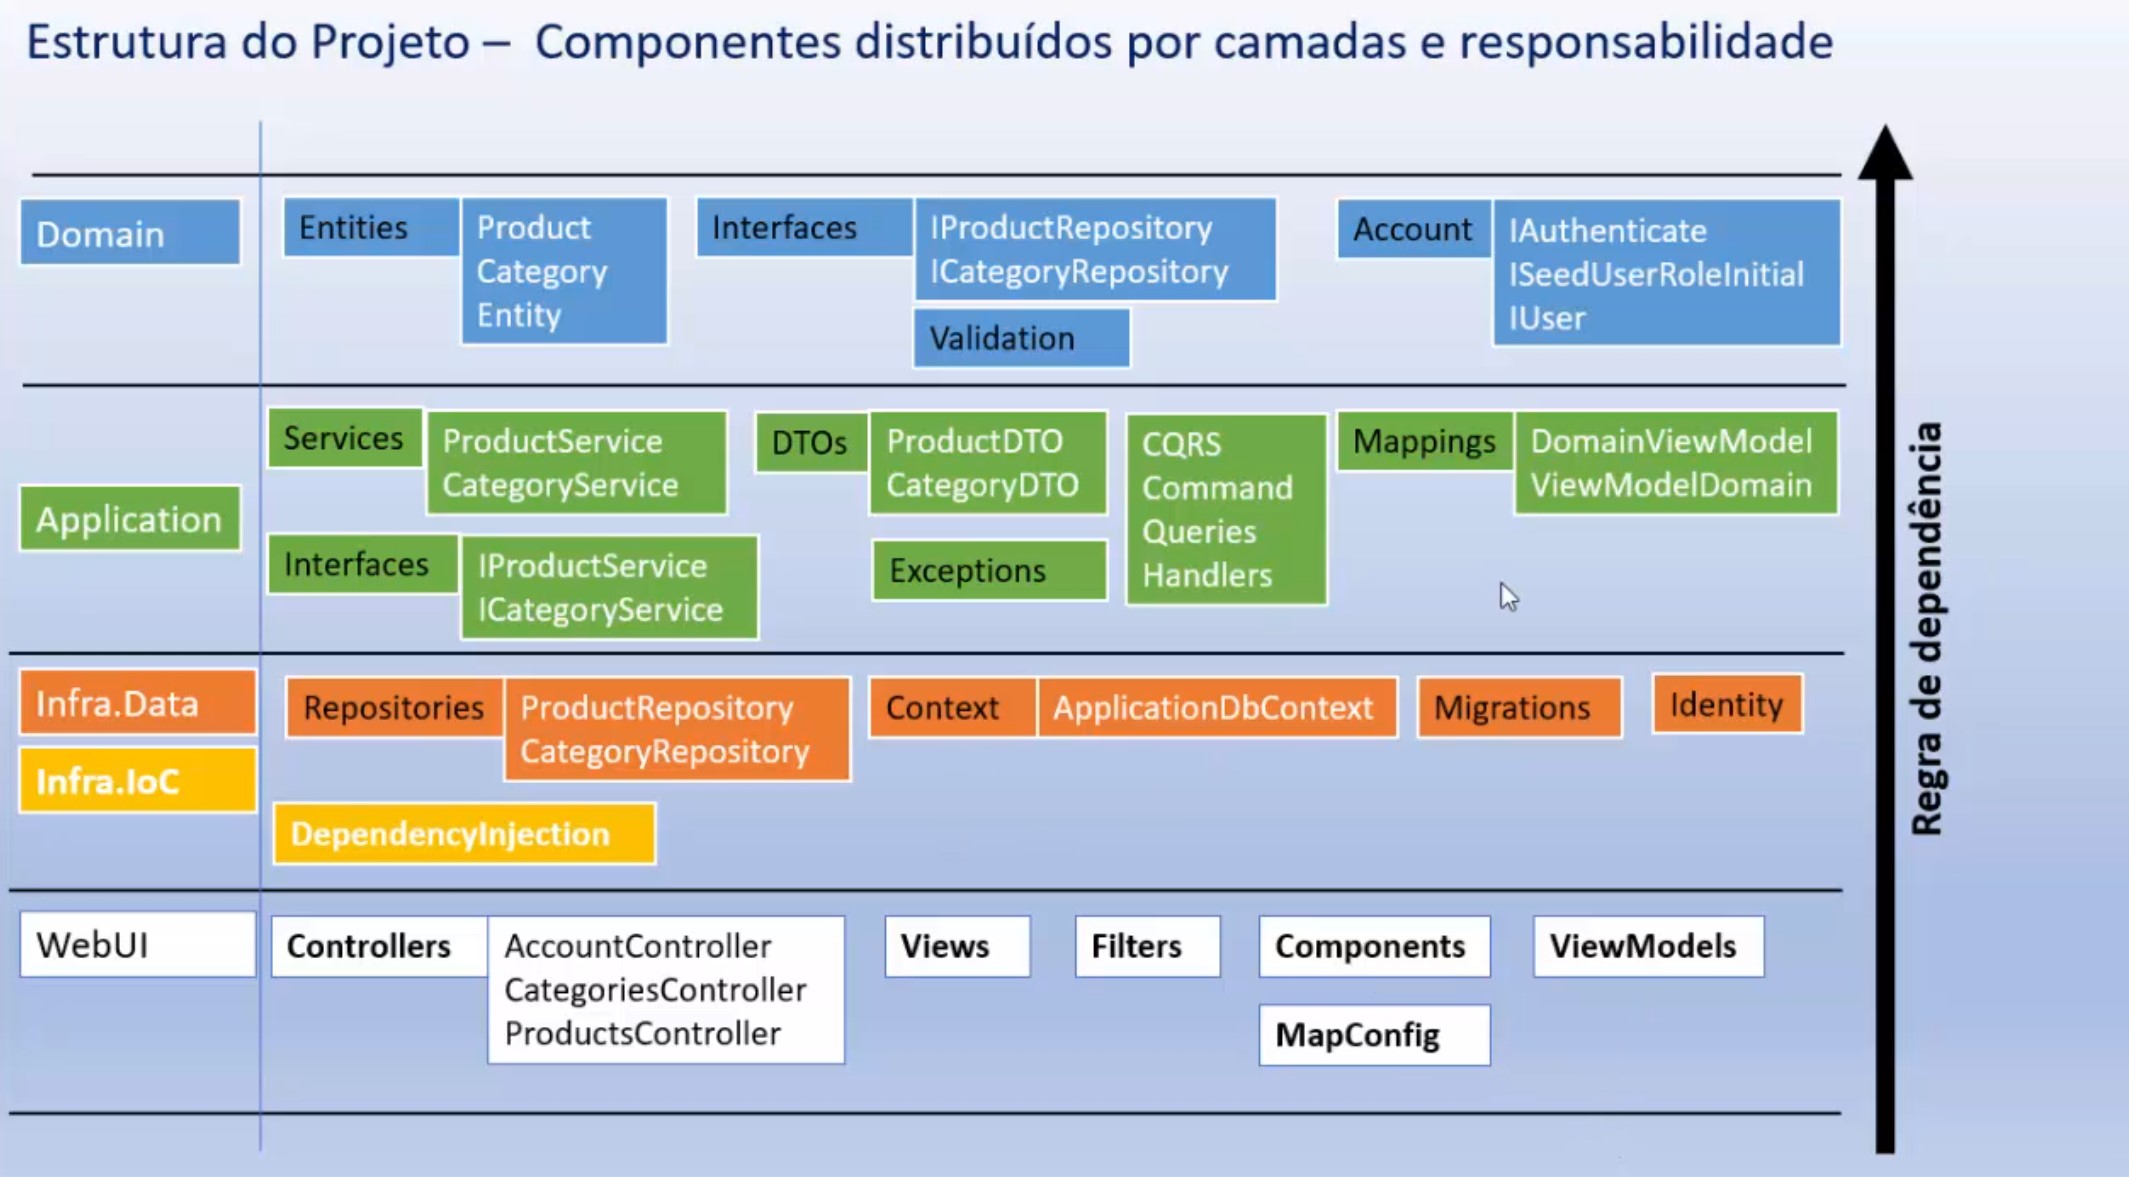 Estrutura do Projeto – Componentes distribuídos por camadas e responsabilidade
Domain
Entities
Product
Category
Entity
Interfaces
IProductRepository
ICategoryRepository
Validation
Account
IAuthenticate
ISeedUserRoleInitial
IUser
Application
Services
ProductService
CategoryService
Interfaces
IProductService
ICategoryService
DTOs
ProductDTO
CategoryDTO
Exceptions
CQRS
Command
Queries
Handlers
Mappings
DomainViewModel
ViewModelDomain
Infra.Data
Infra.IoC
Repositories
ProductRepository
CategoryRepository
Context
ApplicationDbContext
Migrations
Identity
DependencyInjection
WebUI
Controllers
AccountController
CategoriesController
ProductsController
Views
Filters
Components
MapConfig
ViewModels
Regra de dependência